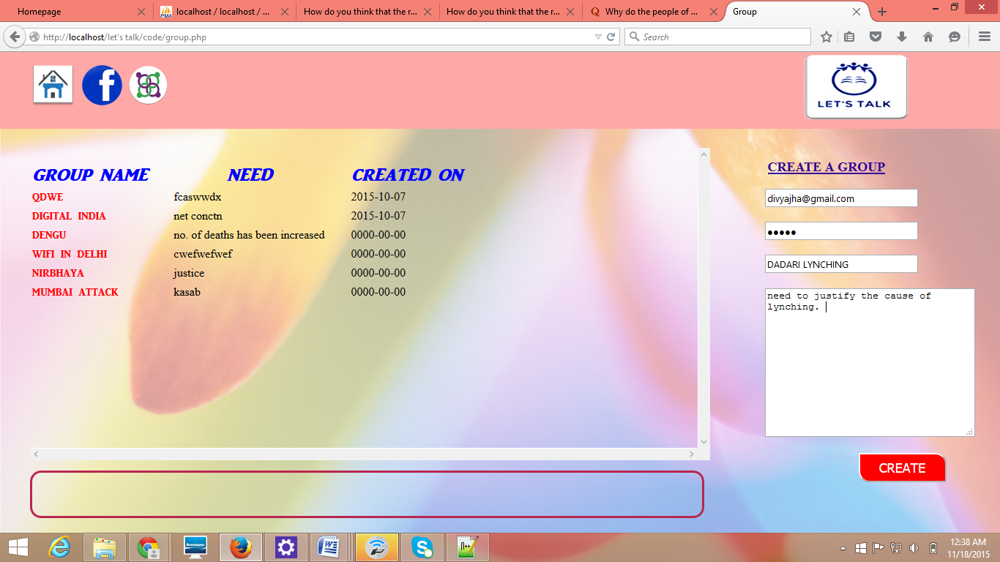 Homepage
localhost / localhost / ...
How do you think that the r...
How do you think that the r...
Why do the people of ...
Group
http://localhost/let's talk/code/group.php
Search
LET'S TALK
GROUP NAME NEED CREATED ON
QDWE fcaswwdx 2015-10-07
DIGITAL INDIA net conctn 2015-10-07
DENGU no. of deaths has been increased 0000-00-00
WIFI IN DELHI cwefwefwef 0000-00-00
NIRBHAYA justice 0000-00-00
MUMBAI ATTACK kasab 0000-00-00
CREATE A GROUP
divyajha@gmail.com
●●●●●
DADARI LYNCHING
need to justify the cause of
lynching.
CREATE
lenovo
12:38 AM
11/18/2015